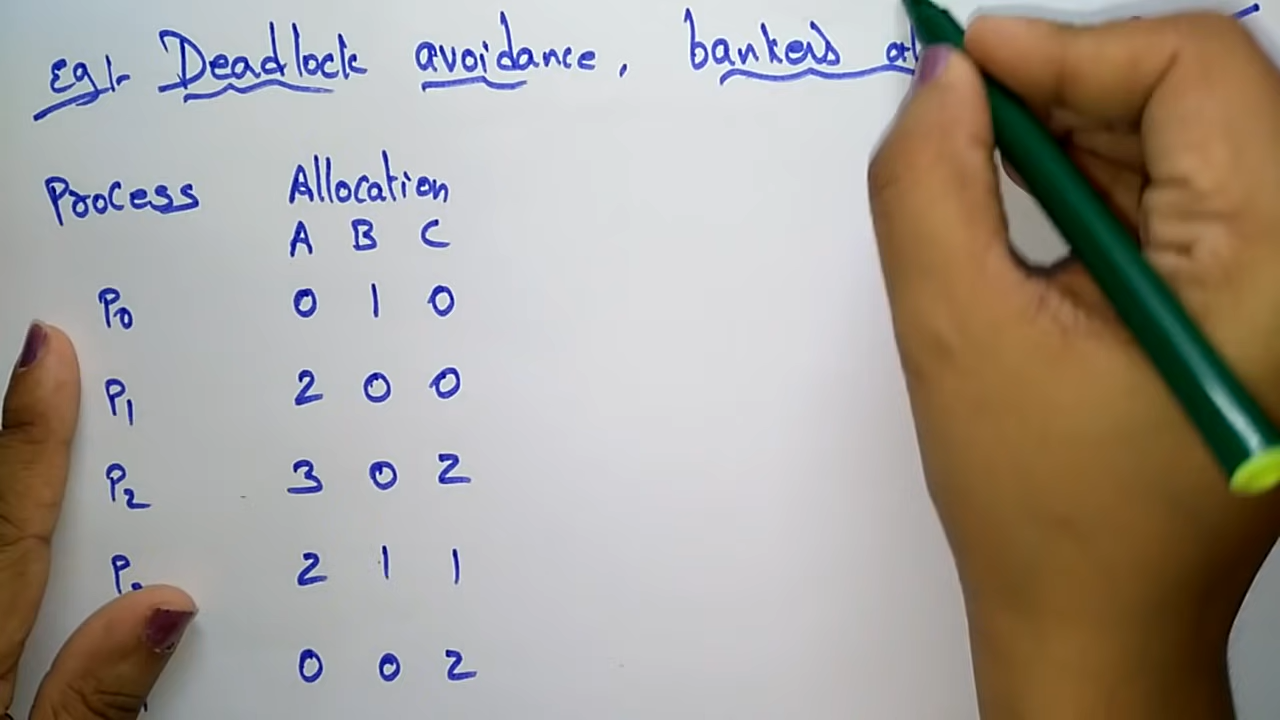 Eg:- Deadlock avoidance, bankers
Process Allocation
A B C
P0 0 1 0
P1 2 0 0
P2 3 0 2
2 1 1
0 0 2